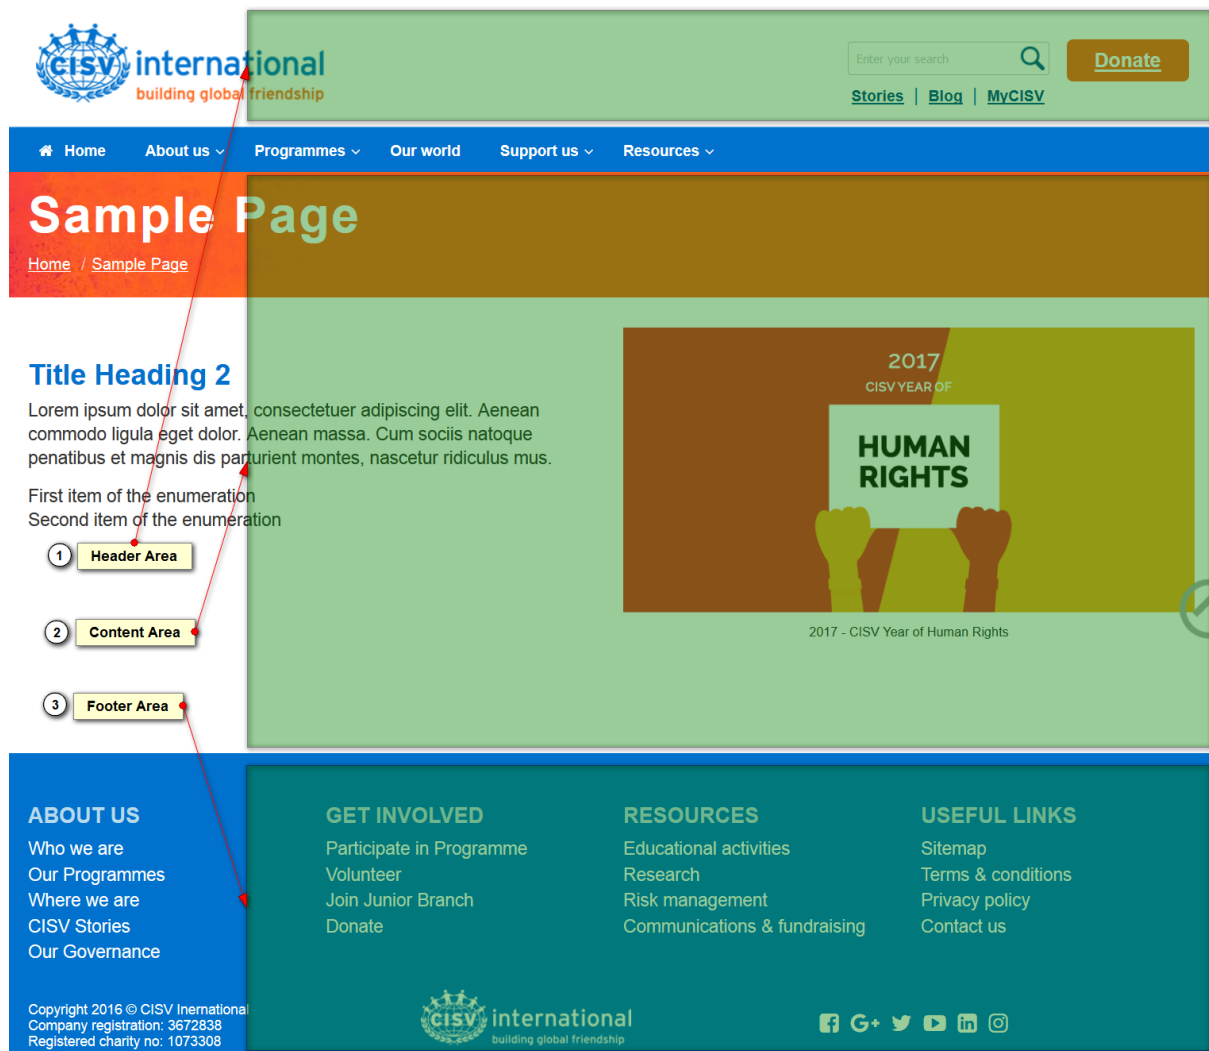 CISV international
building global friendship
Enter your search
Donate
Stories | Blog | MyCISV
Home About us Programmes Our world Support us Resources
Sample Page
Home / Sample Page
2017
CISV YEAR OF
HUMAN
RIGHTS
2017 - CISV Year of Human Rights
Title Heading 2
Lorem ipsum dolor sit amet, consectetuer adipiscing elit. Aenean
commodo ligula eget dolor. Aenean massa. Cum sociis natoque
penatibus et magnis dis parturient montes, nascetur ridiculus mus.
First item of the enumeration
Second item of the enumeration
1 Header Area
2 Content Area
3 Footer Area
ABOUT US
Who we are
Our Programmes
Where we are
CISV Stories
Our Governance
GET INVOLVED
Participate in Programme
Volunteer
Join Junior Branch
Donate
RESOURCES
Educational activities
Research
Risk management
Communications & fundraising
USEFUL LINKS
Sitemap
Terms & conditions
Privacy policy
Contact us
Copyright 2016 © CISV Inernational
Company registration: 3672838
Registered charity no: 1073308
CISV international
building global friendship